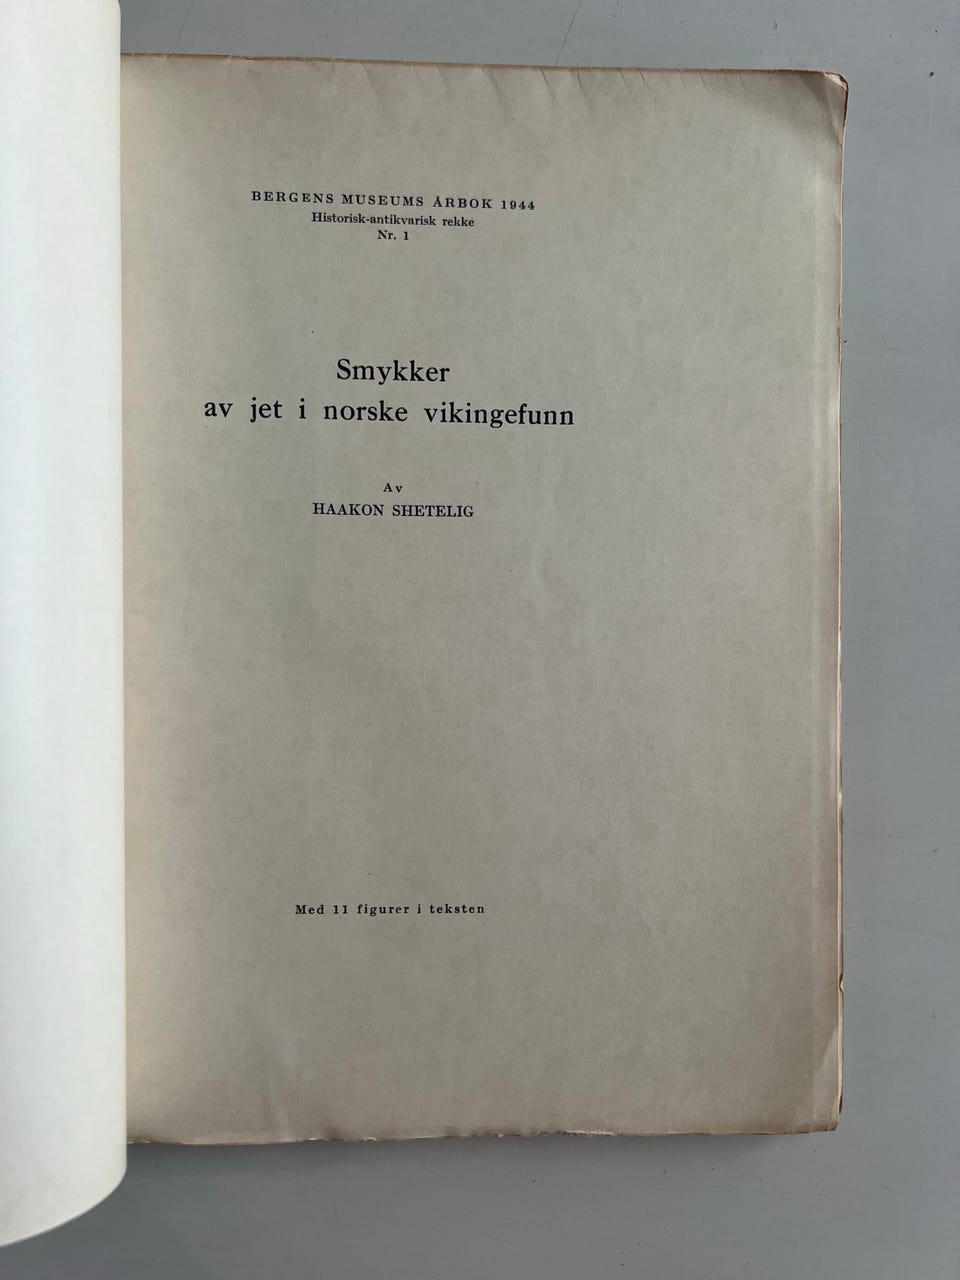 BERGENS MUSEUMS ÅRBOK 1944
Historisk-antikvarisk rekke
Nr. 1
Smykker
av jet i norske vikingefunn
Av
HAAKON SHETELIG
Med 11 figurer i teksten